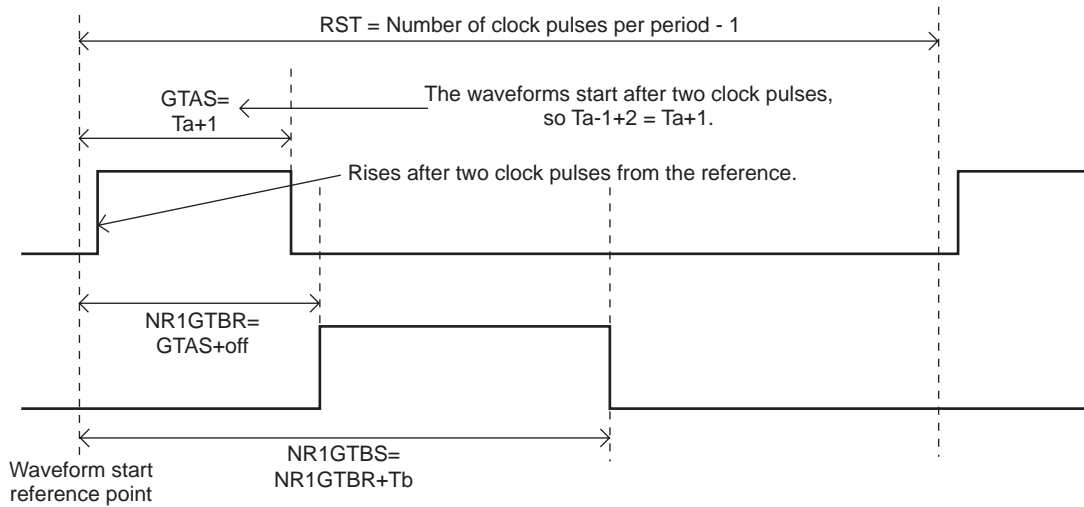 RST = Number of clock pulses per period - 1
GTAS=
Ta+1
The waveforms start after two clock pulses,
so Ta-1+2 = Ta+1.
Rises after two clock pulses from the reference.
NR1GTBR=
GTAS+off
NR1GTBS=
NR1GTBR+Tb
Waveform start
reference point